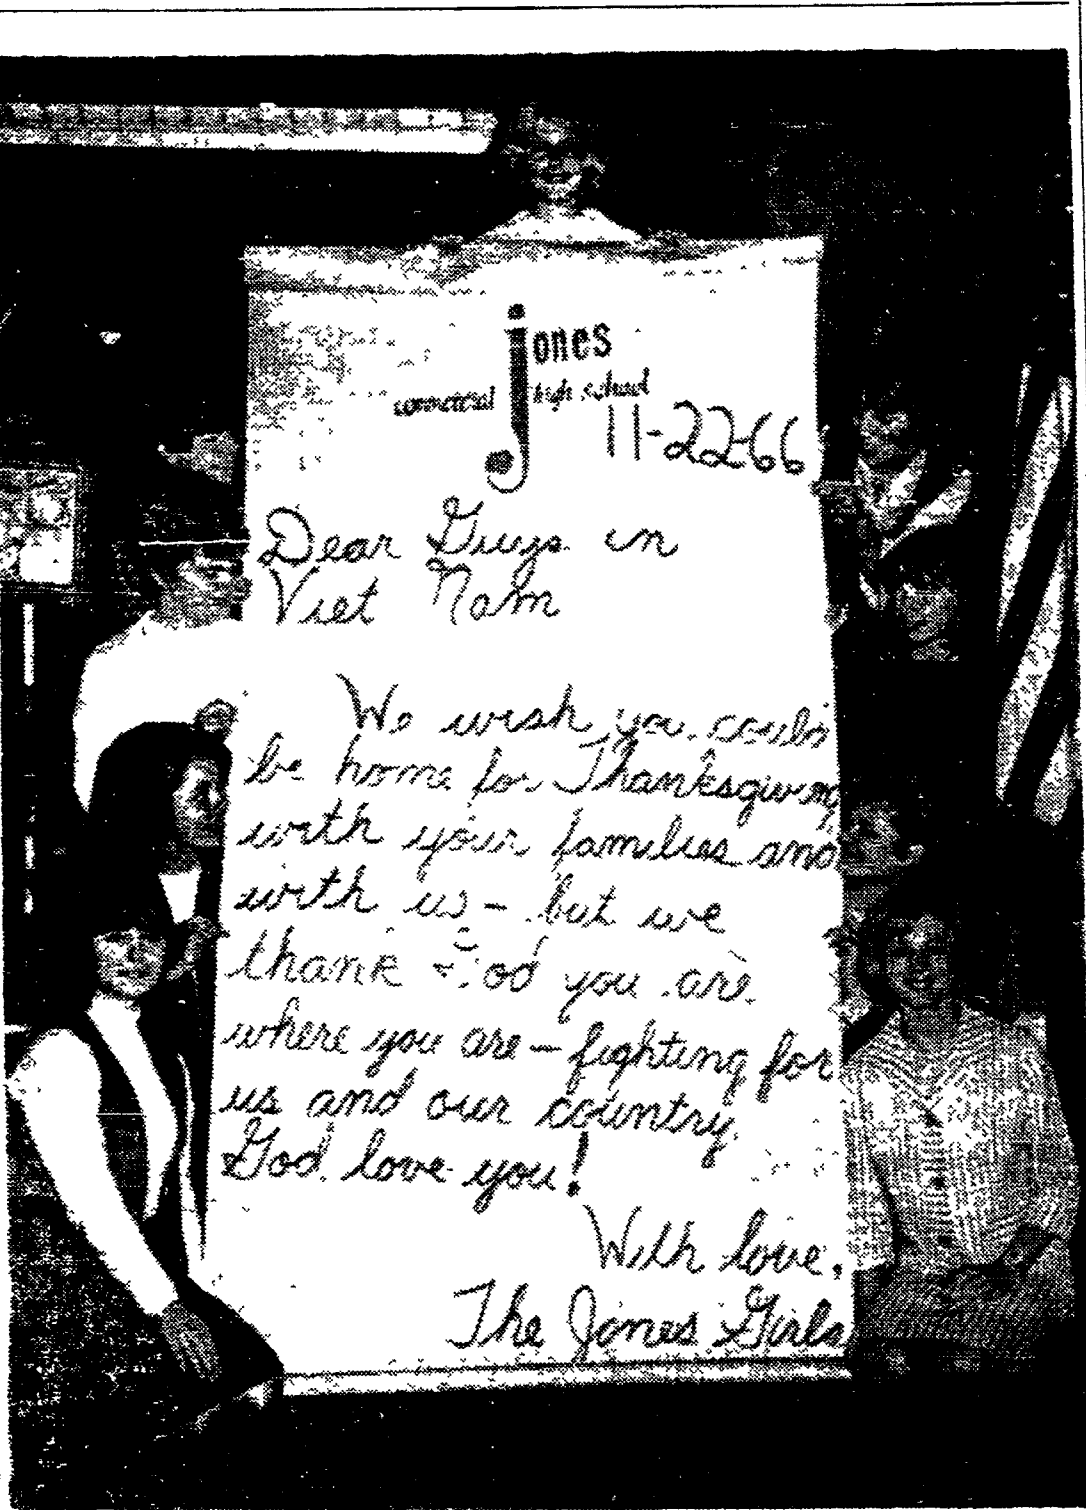 jones
commercial high school
11-22-66
Dear Guys in
Viet Nam
We wish you could
be home for Thanksgiving
with your families and
with us - but we
thank God you are
where you are - fighting for
us and our country.
God love you!
With love,
The Jones Girls